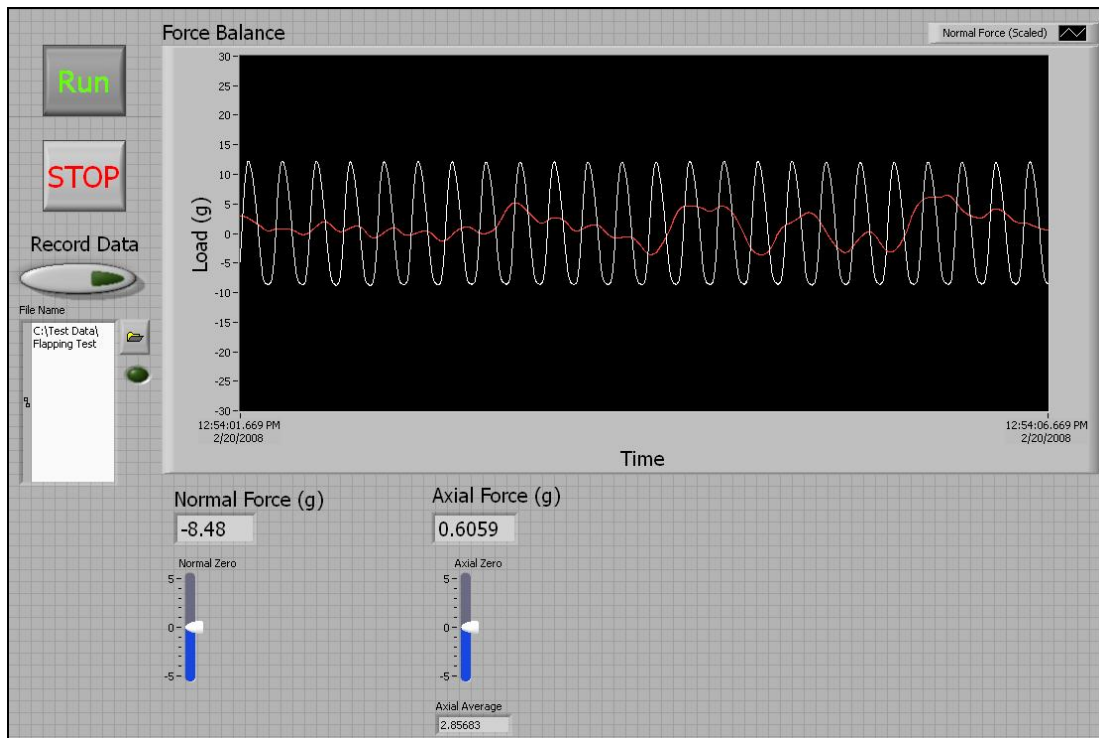 Force Balance
Normal Force (Scaled)
Run
STOP
Record Data
File Name
C:\Test Data\
Flapping Test
Load (g)
30
25
20
15
10
5
0
-5
-10
-15
-20
-25
-30
12:54:01.669 PM
2/20/2008
12:54:06.669 PM
2/20/2008
Time
Normal Force (g)
-8.48
Normal Zero
5
0
-5
Axial Force (g)
0.6059
Axial Zero
5
0
-5
Axial Average
2.85683